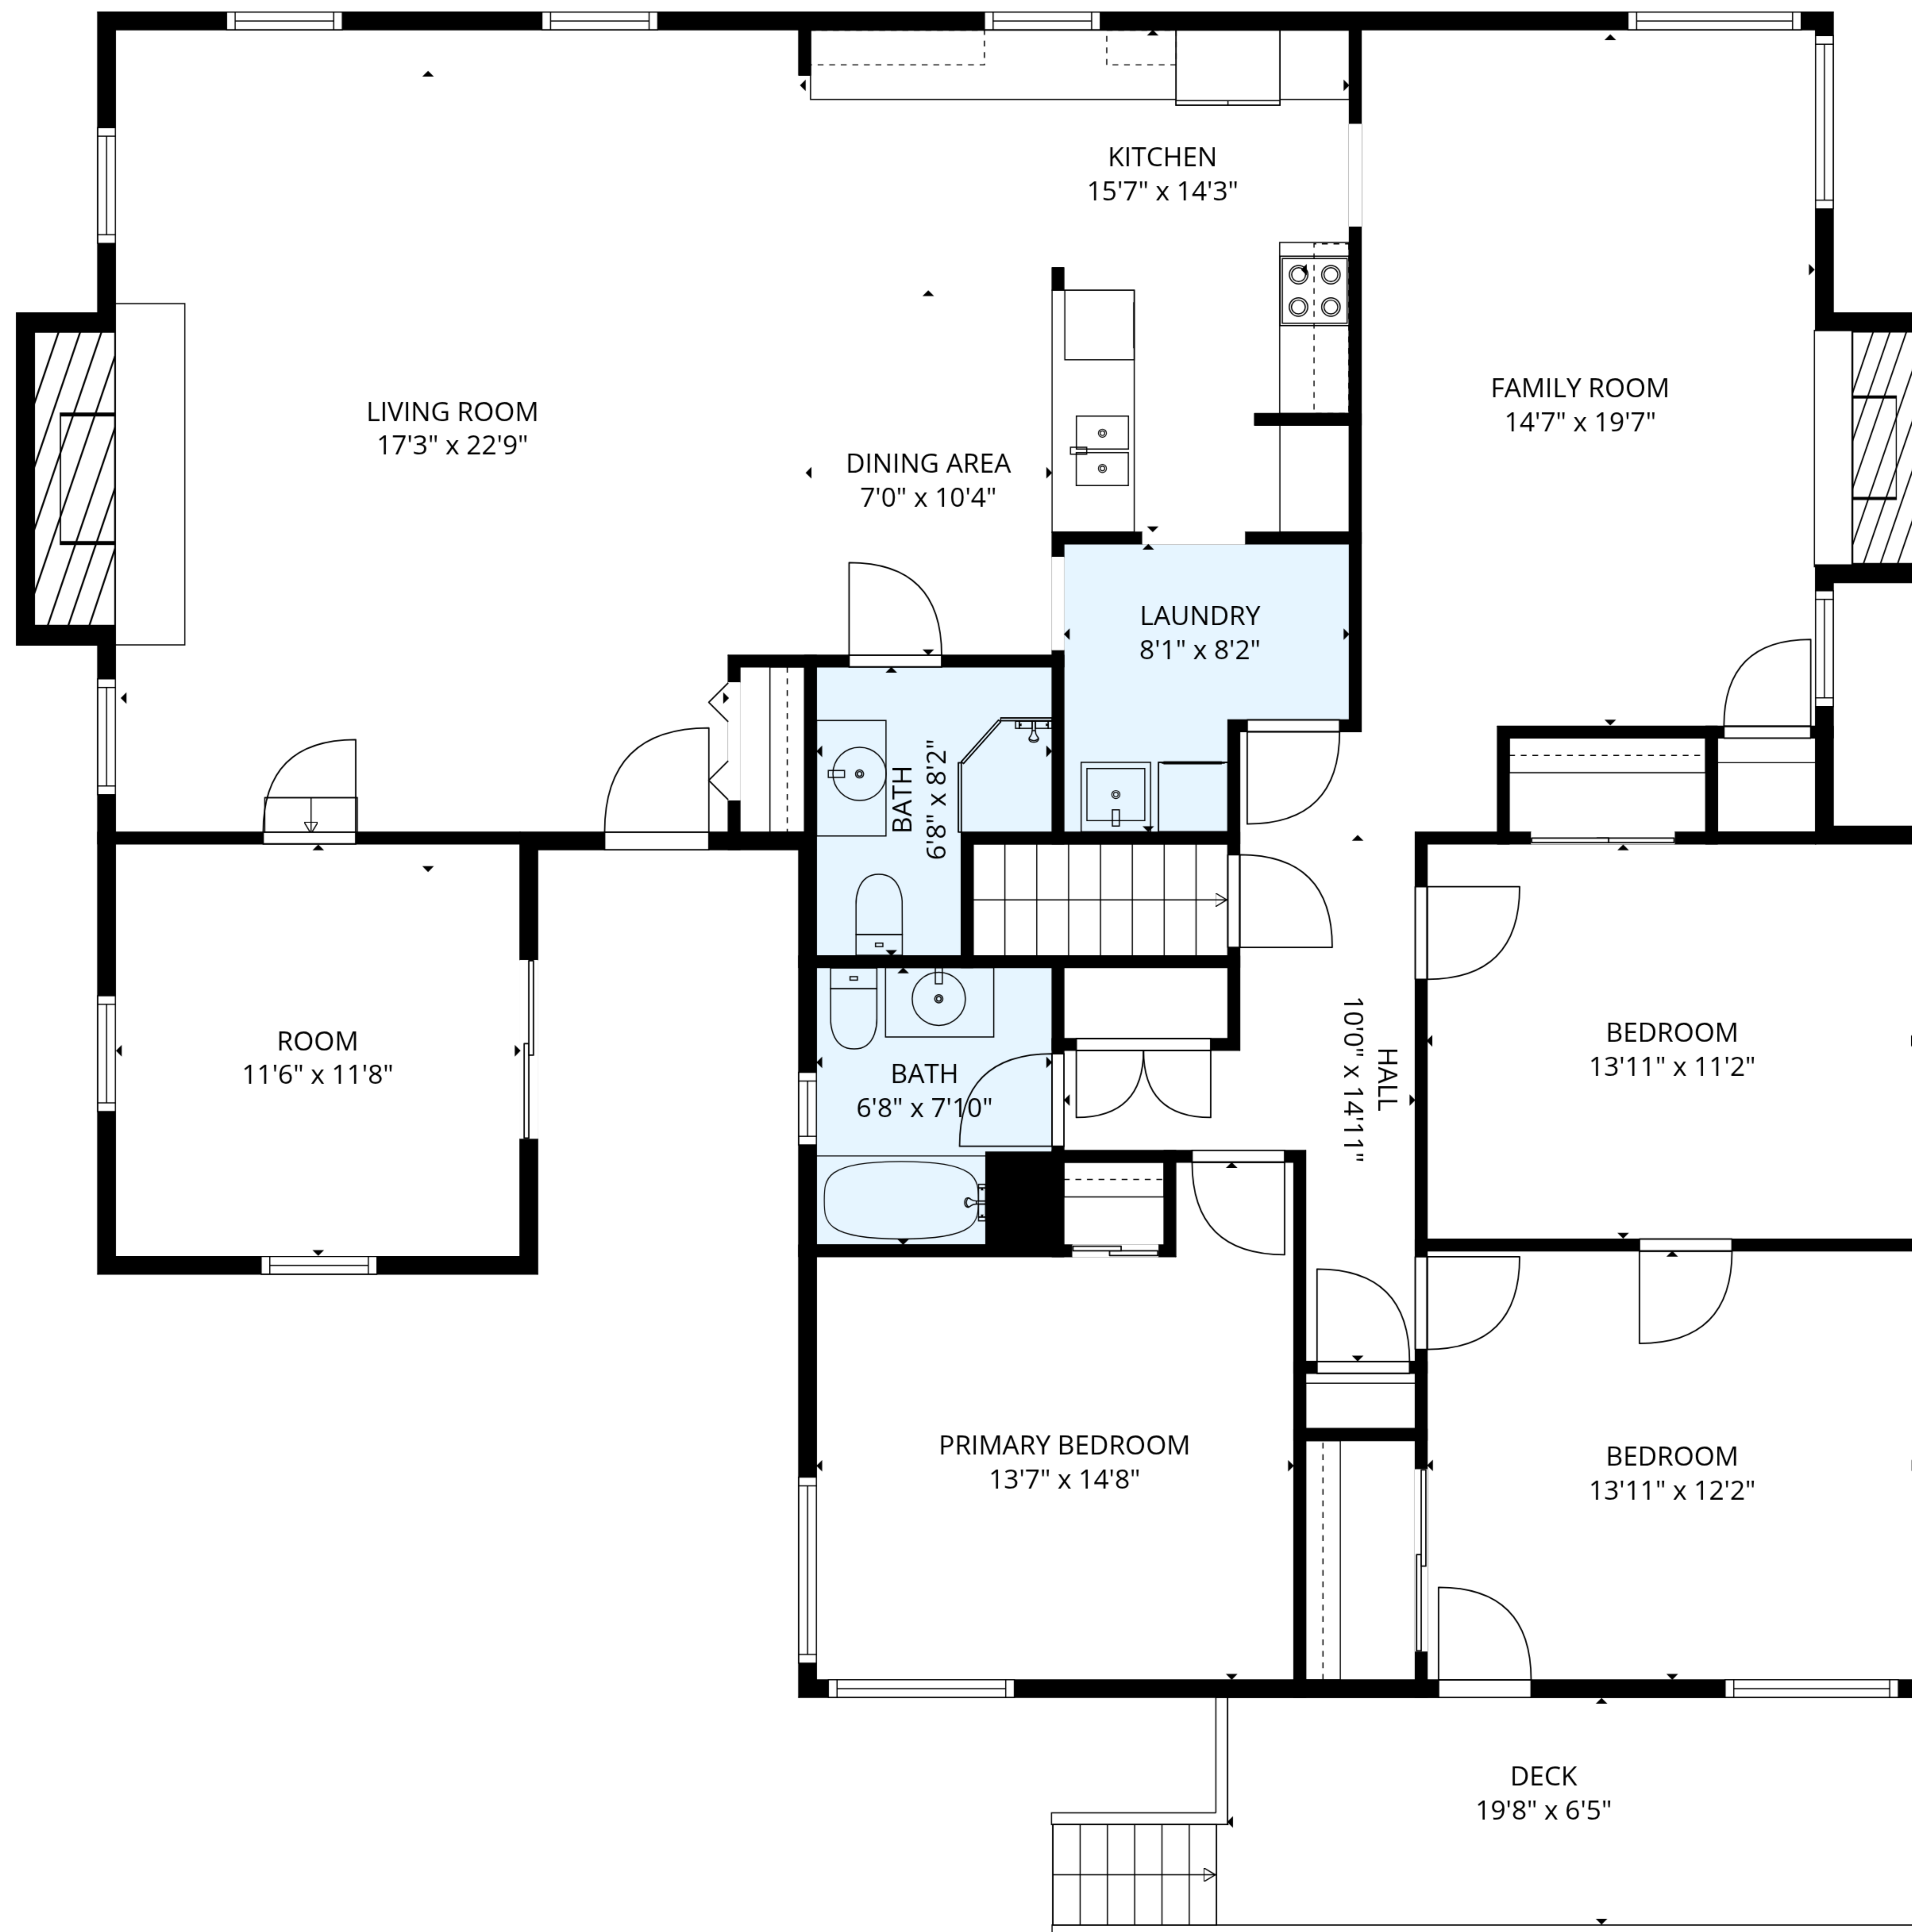 KITCHEN
15'7" x 14'3"
LIVING ROOM
17'3" x 22'9"
FAMILY ROOM
14'7" x 19'7"
DINING AREA
7'0" x 10'4"
LAUNDRY
8'1" x 8'2"
BATH
6'8" x 8'2"
ROOM
11'6" x 11'8"
BATH
6'8" x 7'10"
HALL
10'0" x 14'11"
BEDROOM
13'11" x 11'2"
PRIMARY BEDROOM
13'7" x 14'8"
BEDROOM
13'11" x 12'2"
DECK
19'8" x 6'5"